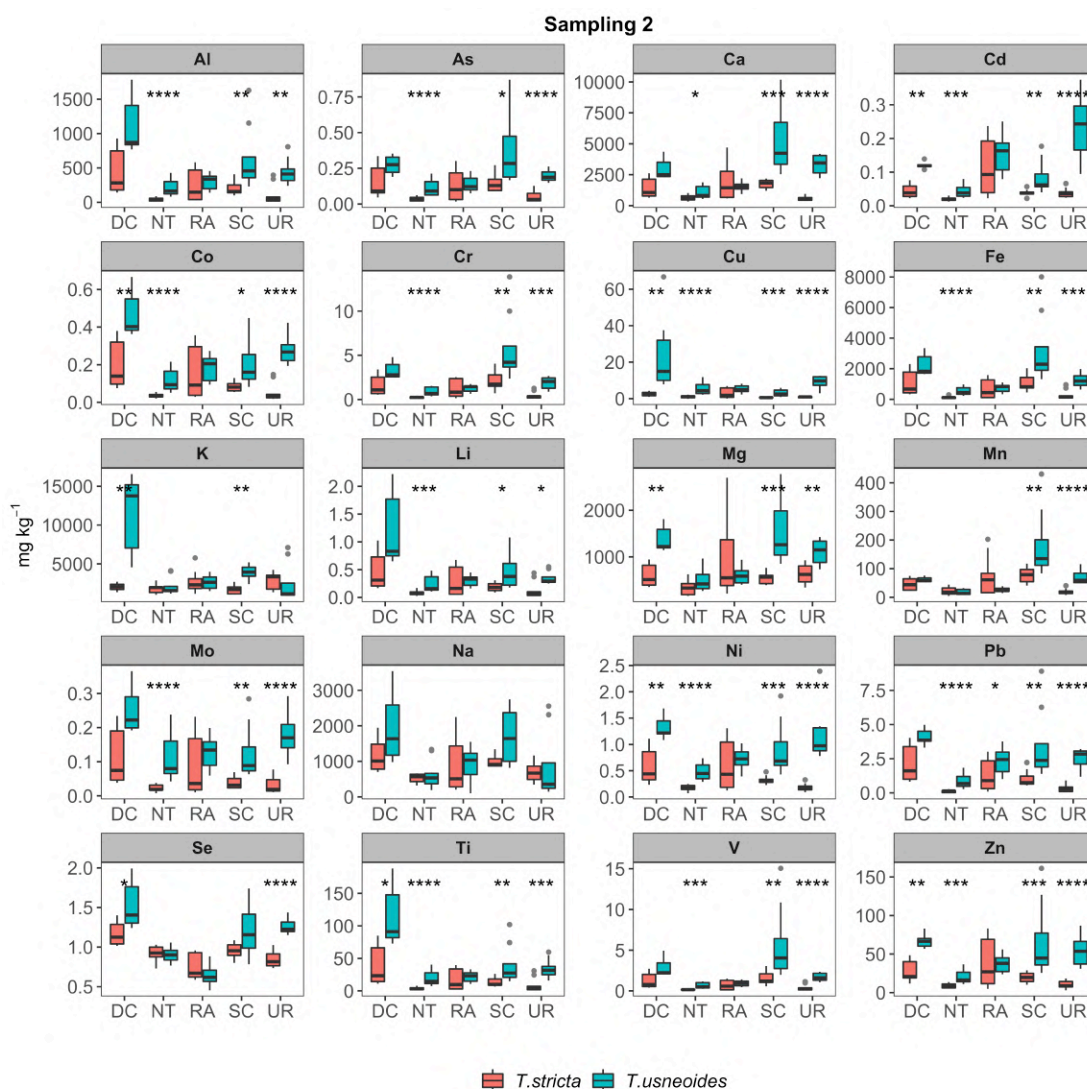 Sampling 2
Al As Ca Cd
1500 1000 500 0
**** ** **
DC NT RA SC UR
0.75 0.50 0.25 0.00
**** * ****
DC NT RA SC UR
10000 7500 5000 2500 0
* *** ****
DC NT RA SC UR
0.3 0.2 0.1 0.0
** *** ** ****
DC NT RA SC UR
Co Cr Cu Fe
0.6 0.4 0.2 0.0
** **** * ****
DC NT RA SC UR
10 5 0
**** ** ***
DC NT RA SC UR
60 40 20 0
** **** *** ****
DC NT RA SC UR
8000 6000 4000 2000 0
**** ** ***
DC NT RA SC UR
K Li Mg Mn
mg kg⁻¹
15000 10000 5000 0
** **
DC NT RA SC UR
2.0 1.5 1.0 0.5 0.0
*** * *
DC NT RA SC UR
2000 1000
** *** **
DC NT RA SC UR
400 300 200 100 0
** ****
DC NT RA SC UR
Mo Na Ni Pb
0.3 0.2 0.1 0.0
**** ** ****
DC NT RA SC UR
3000 2000 1000 0
DC NT RA SC UR
2.5 2.0 1.5 1.0 0.5 0.0
** **** *** ****
DC NT RA SC UR
7.5 5.0 2.5 0.0
**** * ** ****
DC NT RA SC UR
Se Ti V Zn
2.0 1.5 1.0 0.5
* ****
DC NT RA SC UR
150 100 50 0
* **** ** ***
DC NT RA SC UR
15 10 5 0
*** ** ****
DC NT RA SC UR
150 100 50 0
** *** *** ****
DC NT RA SC UR
T.stricta T.usneoides